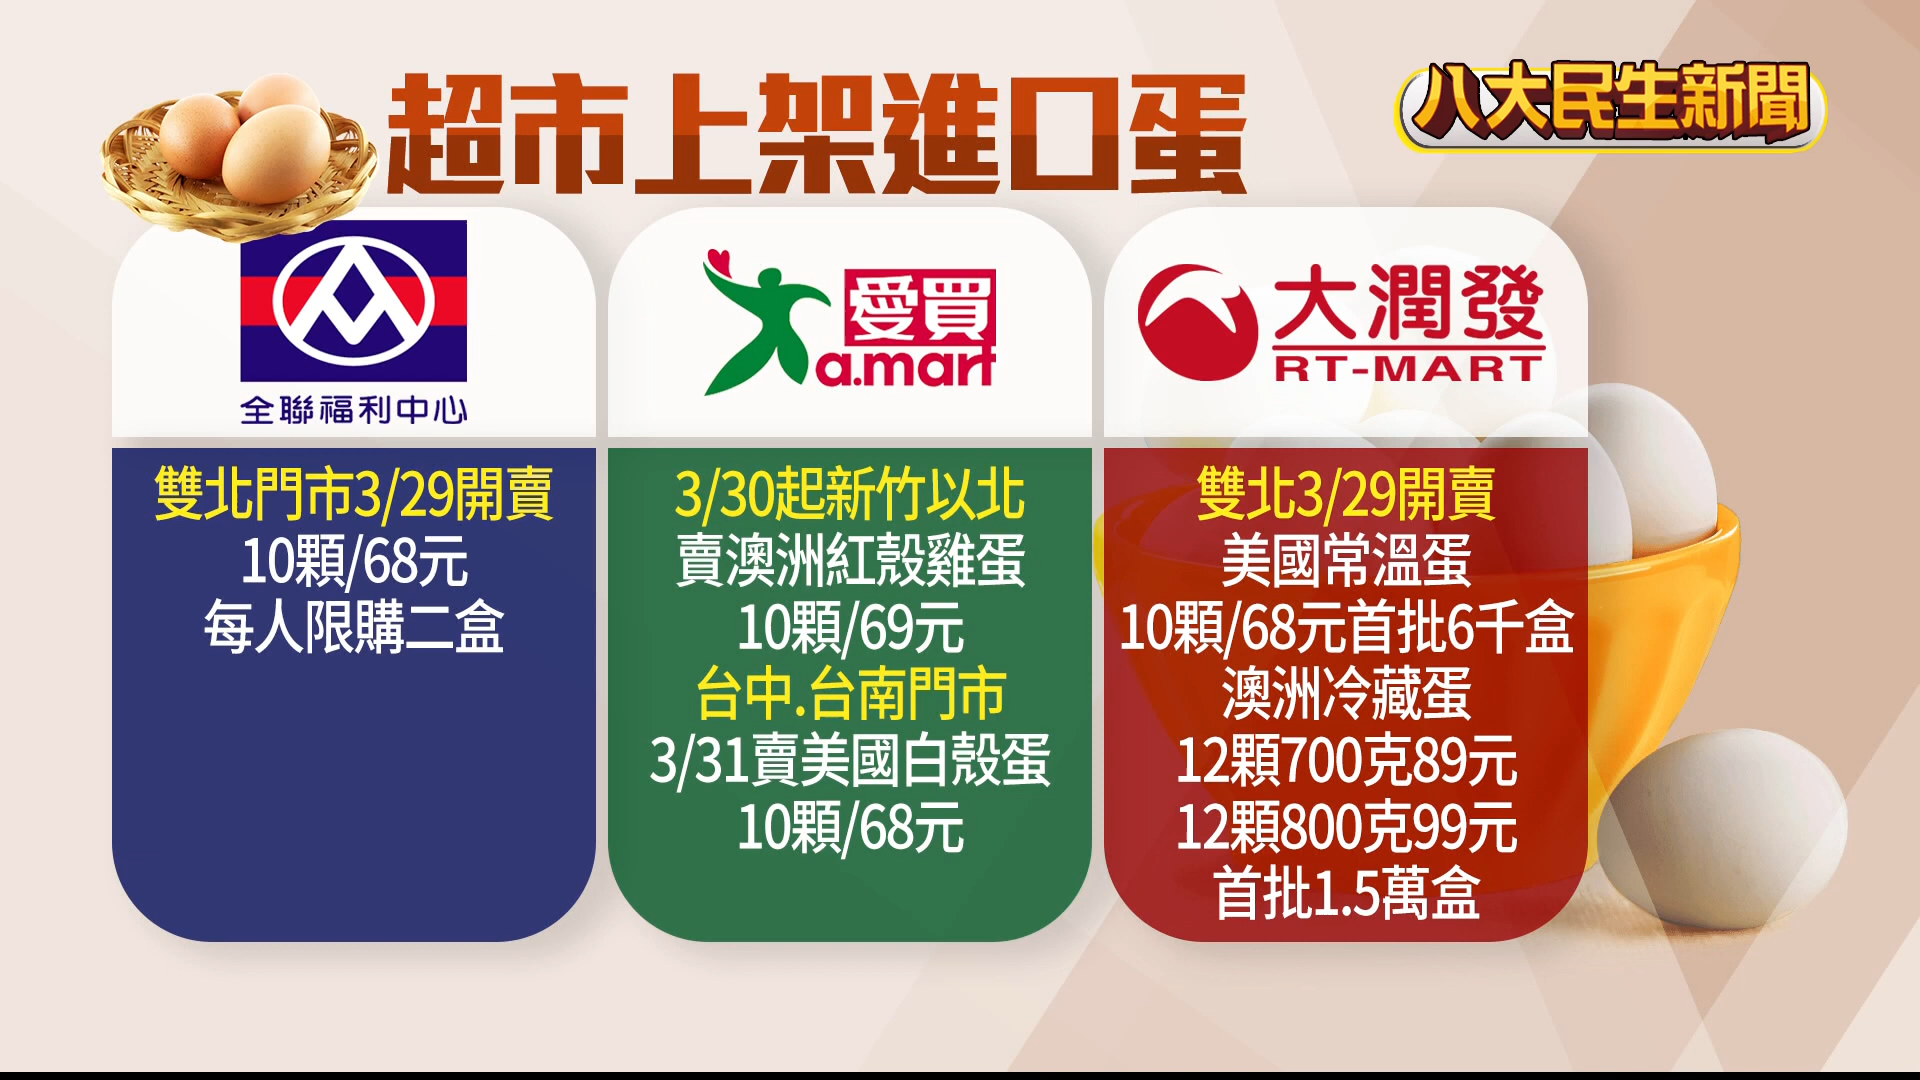 超市上架進口蛋
八大民生新聞
全聯福利中心
雙北門市3/29開賣
10顆/68元
每人限購二盒
愛買
a.mart
3/30起新竹以北
賣澳洲紅殼雞蛋
10顆/69元
台中.台南門市
3/31賣美國白殼蛋
10顆/68元
大潤發
RT-MART
雙北3/29開賣
美國常溫蛋
10顆/68元首批6千盒
澳洲冷藏蛋
12顆700克89元
12顆800克99元
首批1.5萬盒